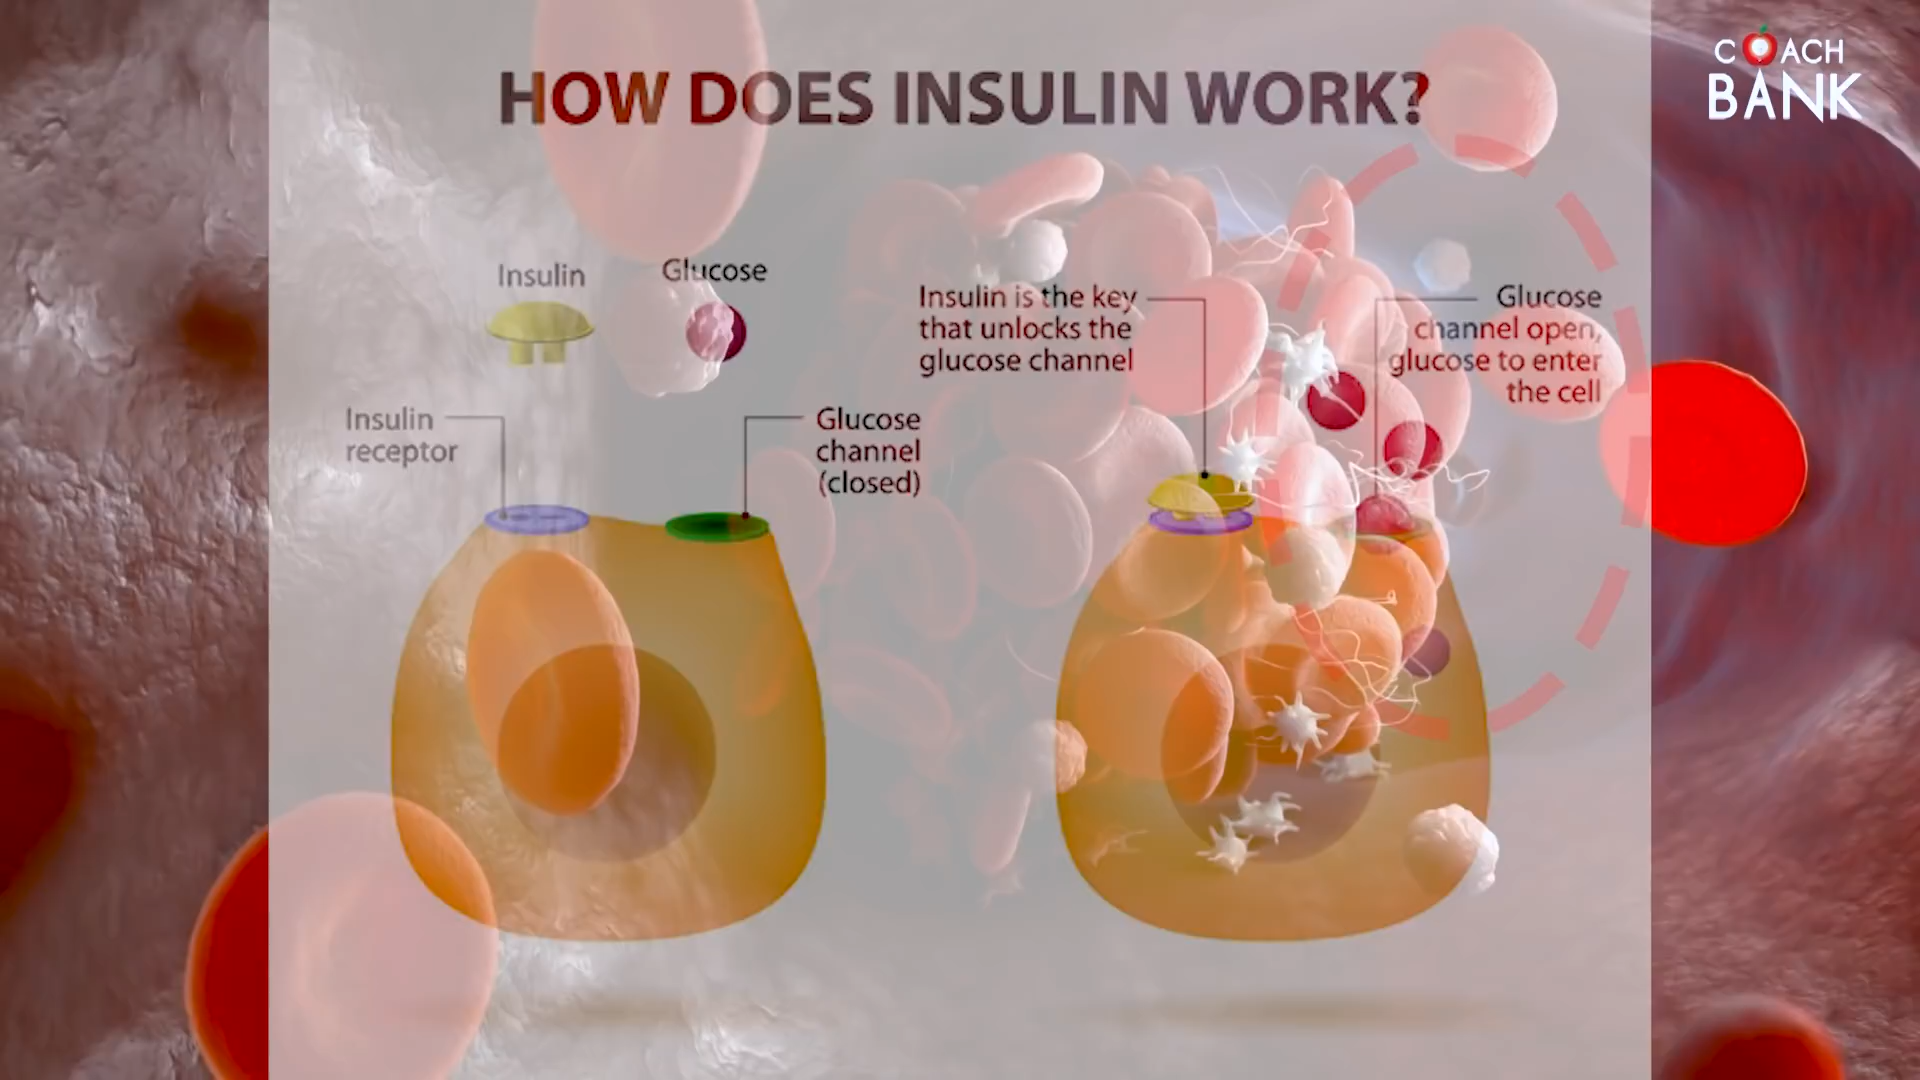 COACH
BANK
HOW DOES INSULIN WORK?
Insulin
Glucose
Insulin
receptor
Glucose
channel
(closed)
Insulin is the key
that unlocks the
glucose channel
Glucose
channel open,
glucose to enter
the cell